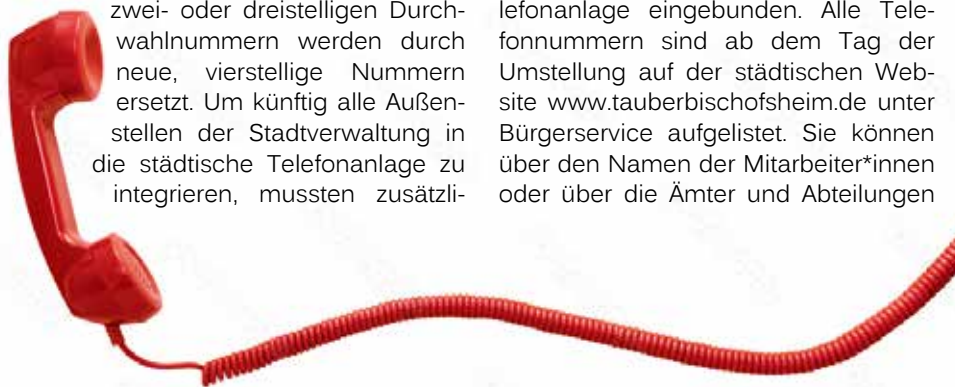 zwei- oder dreistelligen Durch-
wahlnummern werden durch
neue, vierstellige Nummern
ersetzt. Um künftig alle Außen-
stellen der Stadtverwaltung in
die städtische Telefonanlage zu
integrieren, mussten zusätzli-
lefonanlage eingebunden. Alle Tele-
fonnummern sind ab dem Tag der
Umstellung auf der städtischen Web-
site www.tauberbischofsheim.de unter
Bürgerservice aufgelistet. Sie können
über den Namen der Mitarbeiter*innen
oder über die Ämter und Abteilungen